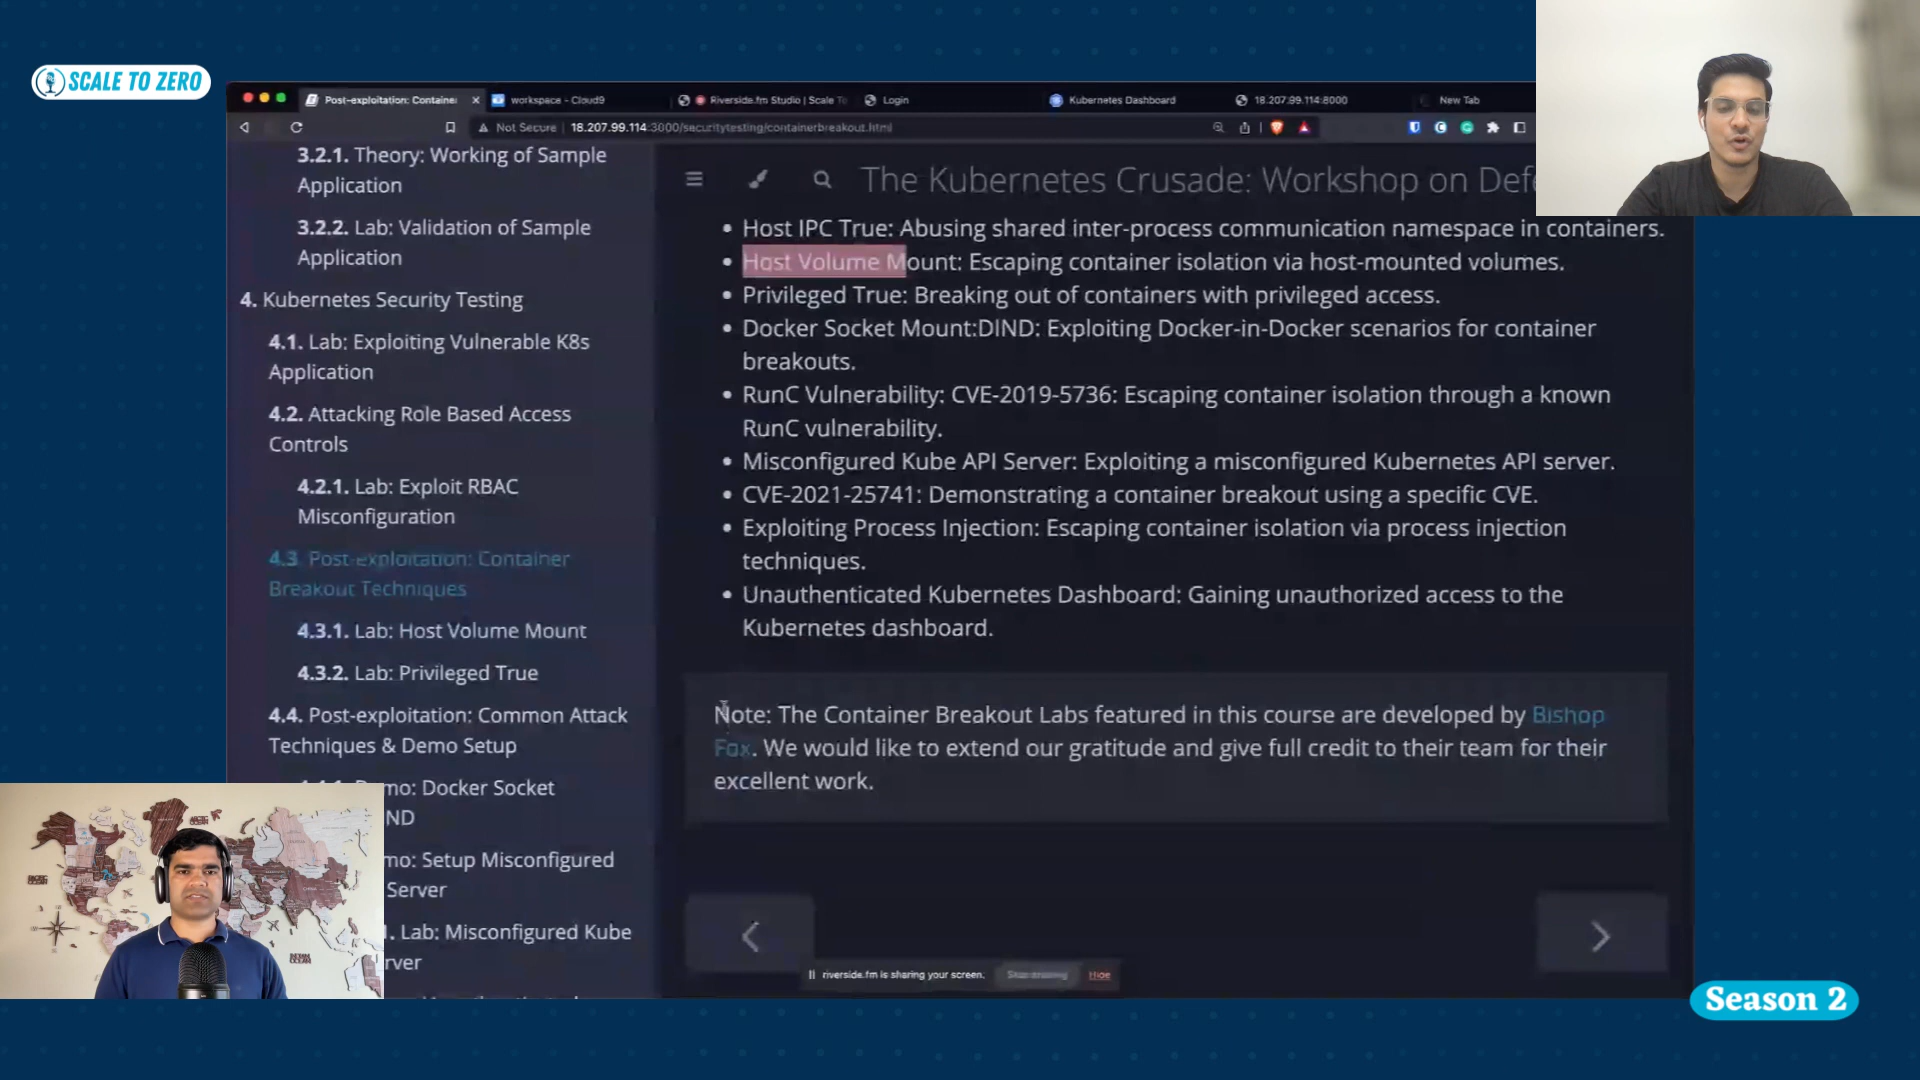 SCALE TO ZERO
Post-exploitation: Container
workspace - Cloud9
Riverside.fm Studio | Scale To
Login
Kubernetes Dashboard
18.207.99.114:8000
New Tab
Not Secure | 18.207.99.114:3000/securitytesting/containerbreakout.html
3.2.1. Theory: Working of Sample
Application
3.2.2. Lab: Validation of Sample
Application
4. Kubernetes Security Testing
4.1. Lab: Exploiting Vulnerable K8s
Application
4.2. Attacking Role Based Access
Controls
4.2.1. Lab: Exploit RBAC
Misconfiguration
4.3. Post-exploitation: Container
Breakout Techniques
4.3.1. Lab: Host Volume Mount
4.3.2. Lab: Privileged True
4.4. Post-exploitation: Common Attack
Techniques & Demo Setup
mo: Docker Socket
ND
mo: Setup Misconfigured
Server
. Lab: Misconfigured Kube
rver
The Kubernetes Crusade: Workshop on Defe
• Host IPC True: Abusing shared inter-process communication namespace in containers.
• Host Volume Mount: Escaping container isolation via host-mounted volumes.
• Privileged True: Breaking out of containers with privileged access.
• Docker Socket Mount:DIND: Exploiting Docker-in-Docker scenarios for container
breakouts.
• RunC Vulnerability: CVE-2019-5736: Escaping container isolation through a known
RunC vulnerability.
• Misconfigured Kube API Server: Exploiting a misconfigured Kubernetes API server.
• CVE-2021-25741: Demonstrating a container breakout using a specific CVE.
• Exploiting Process Injection: Escaping container isolation via process injection
techniques.
• Unauthenticated Kubernetes Dashboard: Gaining unauthorized access to the
Kubernetes dashboard.
Note: The Container Breakout Labs featured in this course are developed by Bishop
Fox. We would like to extend our gratitude and give full credit to their team for their
excellent work.
riverside.fm is sharing your screen.
Stop sharing
Hide
Season 2